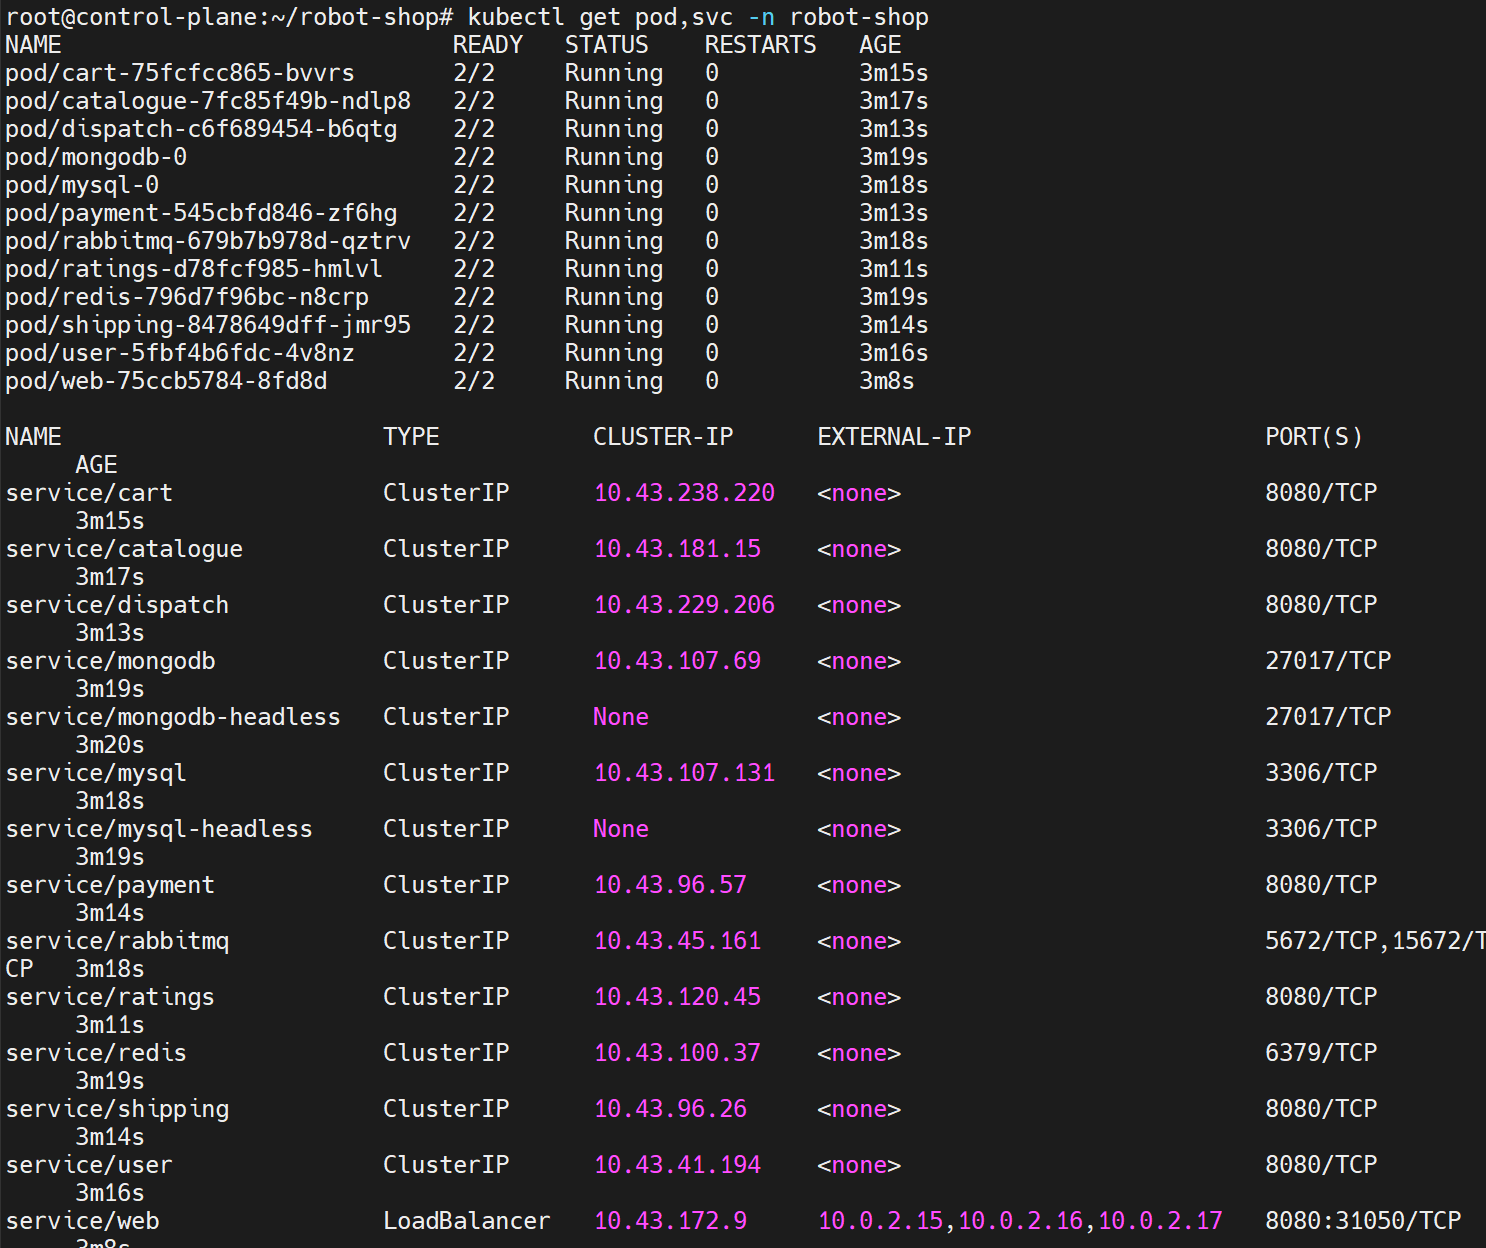 root@control-plane:~/robot-shop# kubectl get pod,svc -n robot-shop
NAME                            READY   STATUS    RESTARTS   AGE
pod/cart-75fcfcc865-bvvrs       2/2     Running   0          3m15s
pod/catalogue-7fc85f49b-ndlp8   2/2     Running   0          3m17s
pod/dispatch-c6f689454-b6qtg    2/2     Running   0          3m13s
pod/mongodb-0                   2/2     Running   0          3m19s
pod/mysql-0                     2/2     Running   0          3m18s
pod/payment-545cbfd846-zf6hg    2/2     Running   0          3m13s
pod/rabbitmq-679b7b978d-qztrv   2/2     Running   0          3m18s
pod/ratings-d78fcf985-hmlvl     2/2     Running   0          3m11s
pod/redis-796d7f96bc-n8crp      2/2     Running   0          3m19s
pod/shipping-8478649dff-jmr95   2/2     Running   0          3m14s
pod/user-5fbf4b6fdc-4v8nz       2/2     Running   0          3m16s
pod/web-75ccb5784-8fd8d         2/2     Running   0          3m8s
NAME                       TYPE           CLUSTER-IP      EXTERNAL-IP                     PORT(S)
     AGE
service/cart               ClusterIP      10.43.238.220   <none>                          8080/TCP
     3m15s
service/catalogue          ClusterIP      10.43.181.15    <none>                          8080/TCP
     3m17s
service/dispatch           ClusterIP      10.43.229.206   <none>                          8080/TCP
     3m13s
service/mongodb            ClusterIP      10.43.107.69    <none>                          27017/TCP
     3m19s
service/mongodb-headless   ClusterIP      None            <none>                          27017/TCP
     3m20s
service/mysql              ClusterIP      10.43.107.131   <none>                          3306/TCP
     3m18s
service/mysql-headless     ClusterIP      None            <none>                          3306/TCP
     3m19s
service/payment            ClusterIP      10.43.96.57     <none>                          8080/TCP
     3m14s
service/rabbitmq           ClusterIP      10.43.45.161    <none>                          5672/TCP,15672/T
CP   3m18s
service/ratings            ClusterIP      10.43.120.45    <none>                          8080/TCP
     3m11s
service/redis              ClusterIP      10.43.100.37    <none>                          6379/TCP
     3m19s
service/shipping           ClusterIP      10.43.96.26     <none>                          8080/TCP
     3m14s
service/user               ClusterIP      10.43.41.194    <none>                          8080/TCP
     3m16s
service/web                LoadBalancer   10.43.172.9     10.0.2.15,10.0.2.16,10.0.2.17   8080:31050/TCP
     3m8s